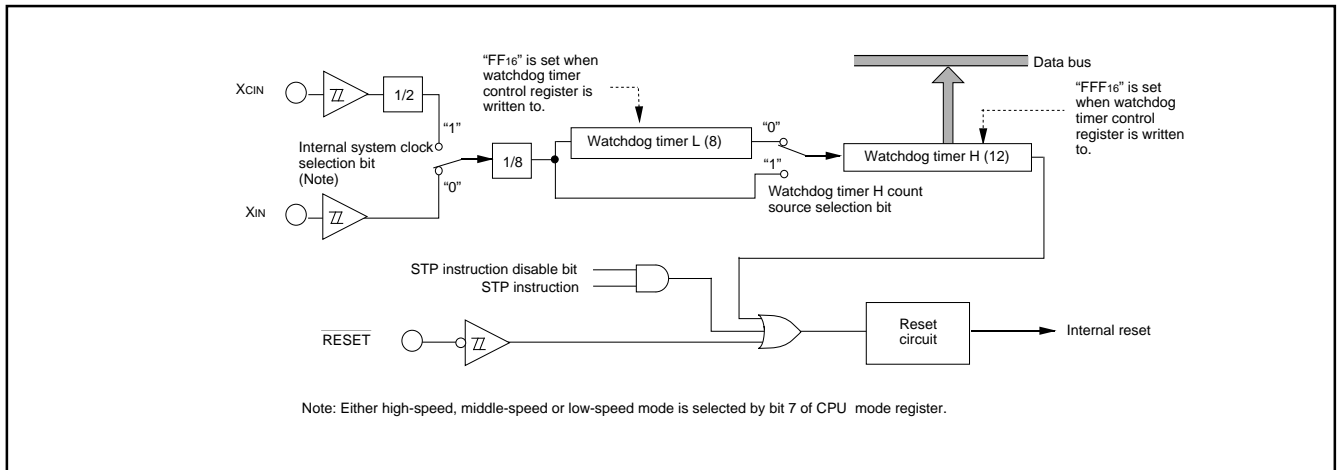 “FF16” is set when
watchdog timer
control register is
written to.
Data bus
“FFF16” is set
when watchdog
timer control
register is written
to.
XCIN
1/2
“1”
Internal system clock
selection bit
(Note)
“0”
1/8
Watchdog timer L (8)
“0”
“1”
Watchdog timer H (12)
Watchdog timer H count
source selection bit
XIN
STP instruction disable bit
STP instruction
RESET
Reset
circuit
Internal reset
Note: Either high-speed, middle-speed or low-speed mode is selected by bit 7 of CPU mode register.